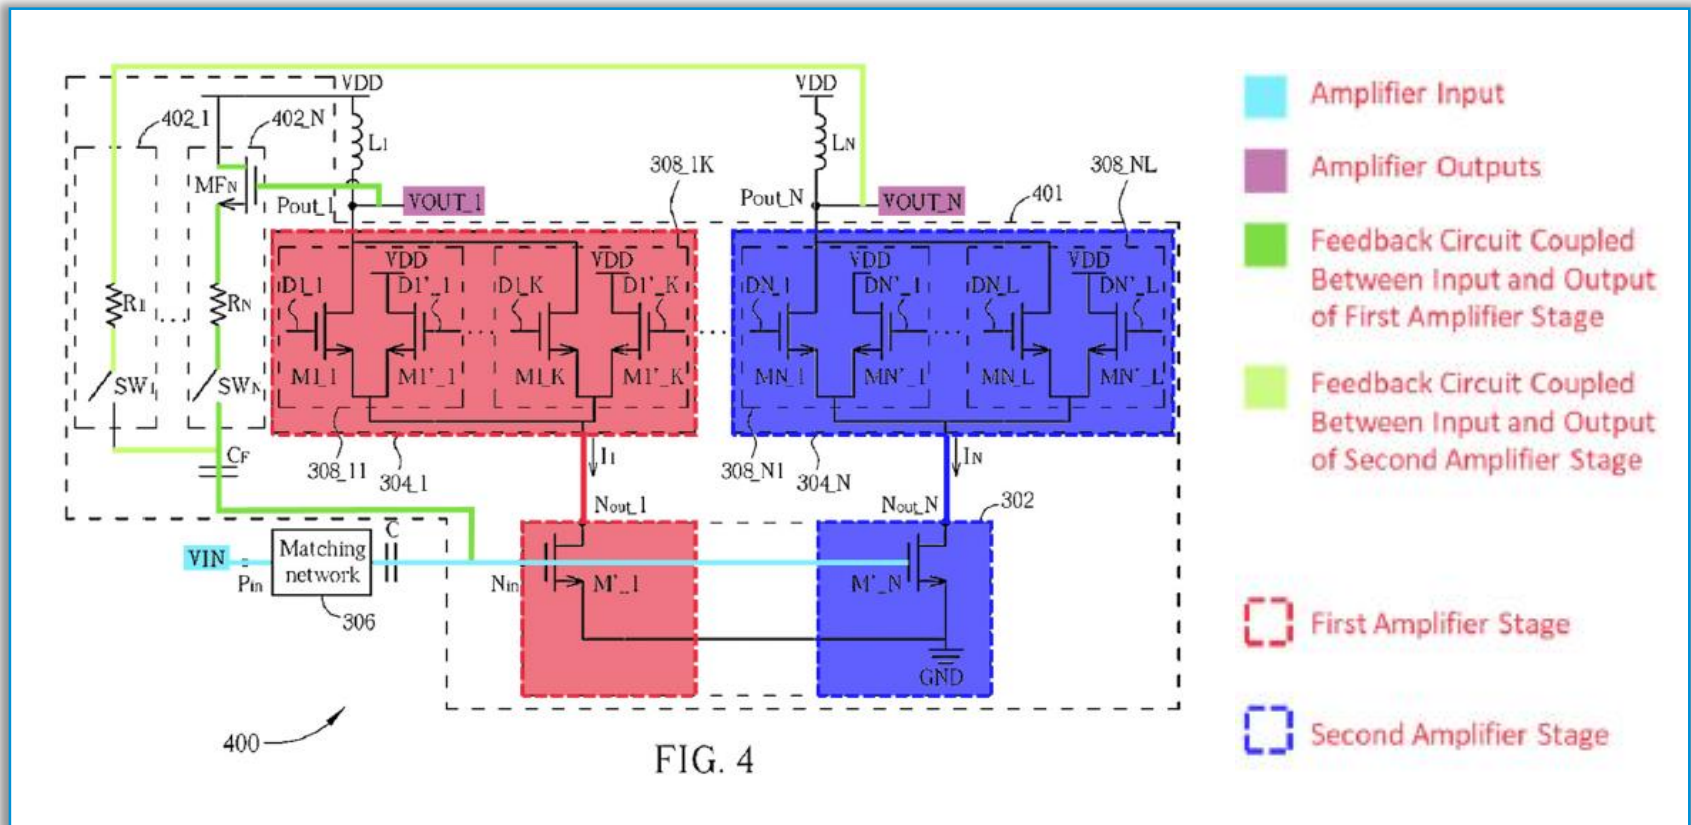 VDD
VDD
402_1
402_N
L1
LN
308_1K
308_NL
MFN
Pout_1
VOUT_1
Pout_N
VOUT_N
401
VDD
VDD
VDD
VDD
D1_1
D1'_1
D1_K
D1'_K
DN_1
DN'_1
DN_L
DN'_L
R1
RN
...
...
...
...
SW1
SWN
M1_1
M1'_1
M1_K
M1'_K
MN_1
MN'_1
MN_L
MN'_L
CF
308_11
304_1
I1
308_N1
304_N
IN
Nout_1
Nout_N
302
VIN
Pin
Matching
network
C
Nin
M'_1
M'_N
306
GND
400
FIG. 4
Amplifier Input
Amplifier Outputs
Feedback Circuit Coupled
Between Input and Output
of First Amplifier Stage
Feedback Circuit Coupled
Between Input and Output
of Second Amplifier Stage
First Amplifier Stage
Second Amplifier Stage